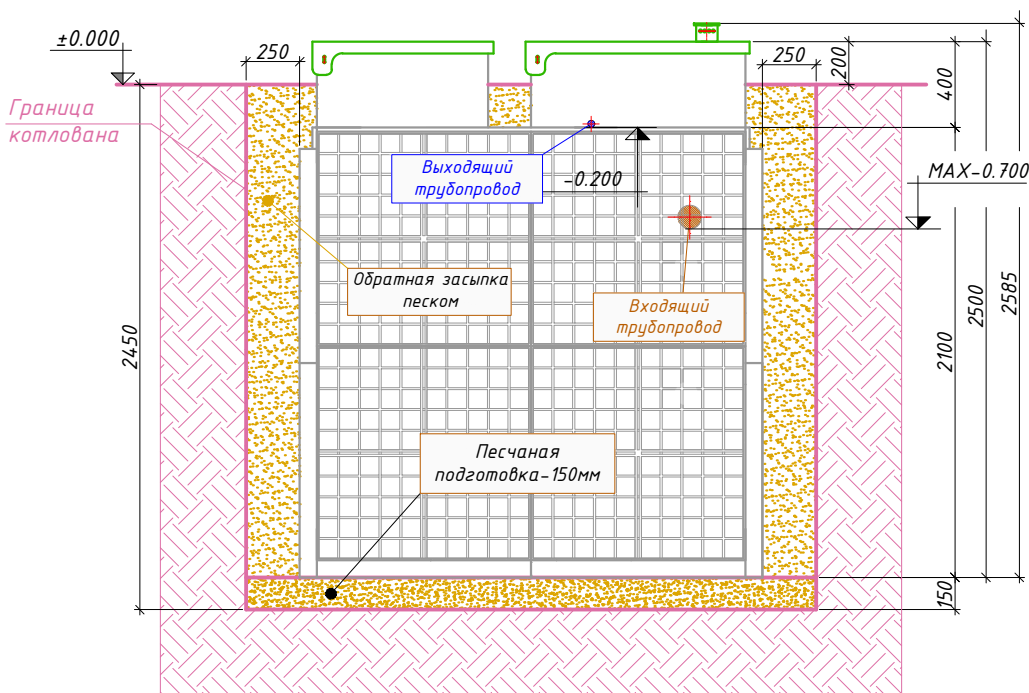 ±0.000
250
250
200
400
2585
2500
Граница
котлована
Выходящий
трубопровод
-0.200
MAX-0.700
Обратная засыпка
песком
Входящий
трубопровод
2450
2100
Песчаная
подготовка-150мм
150